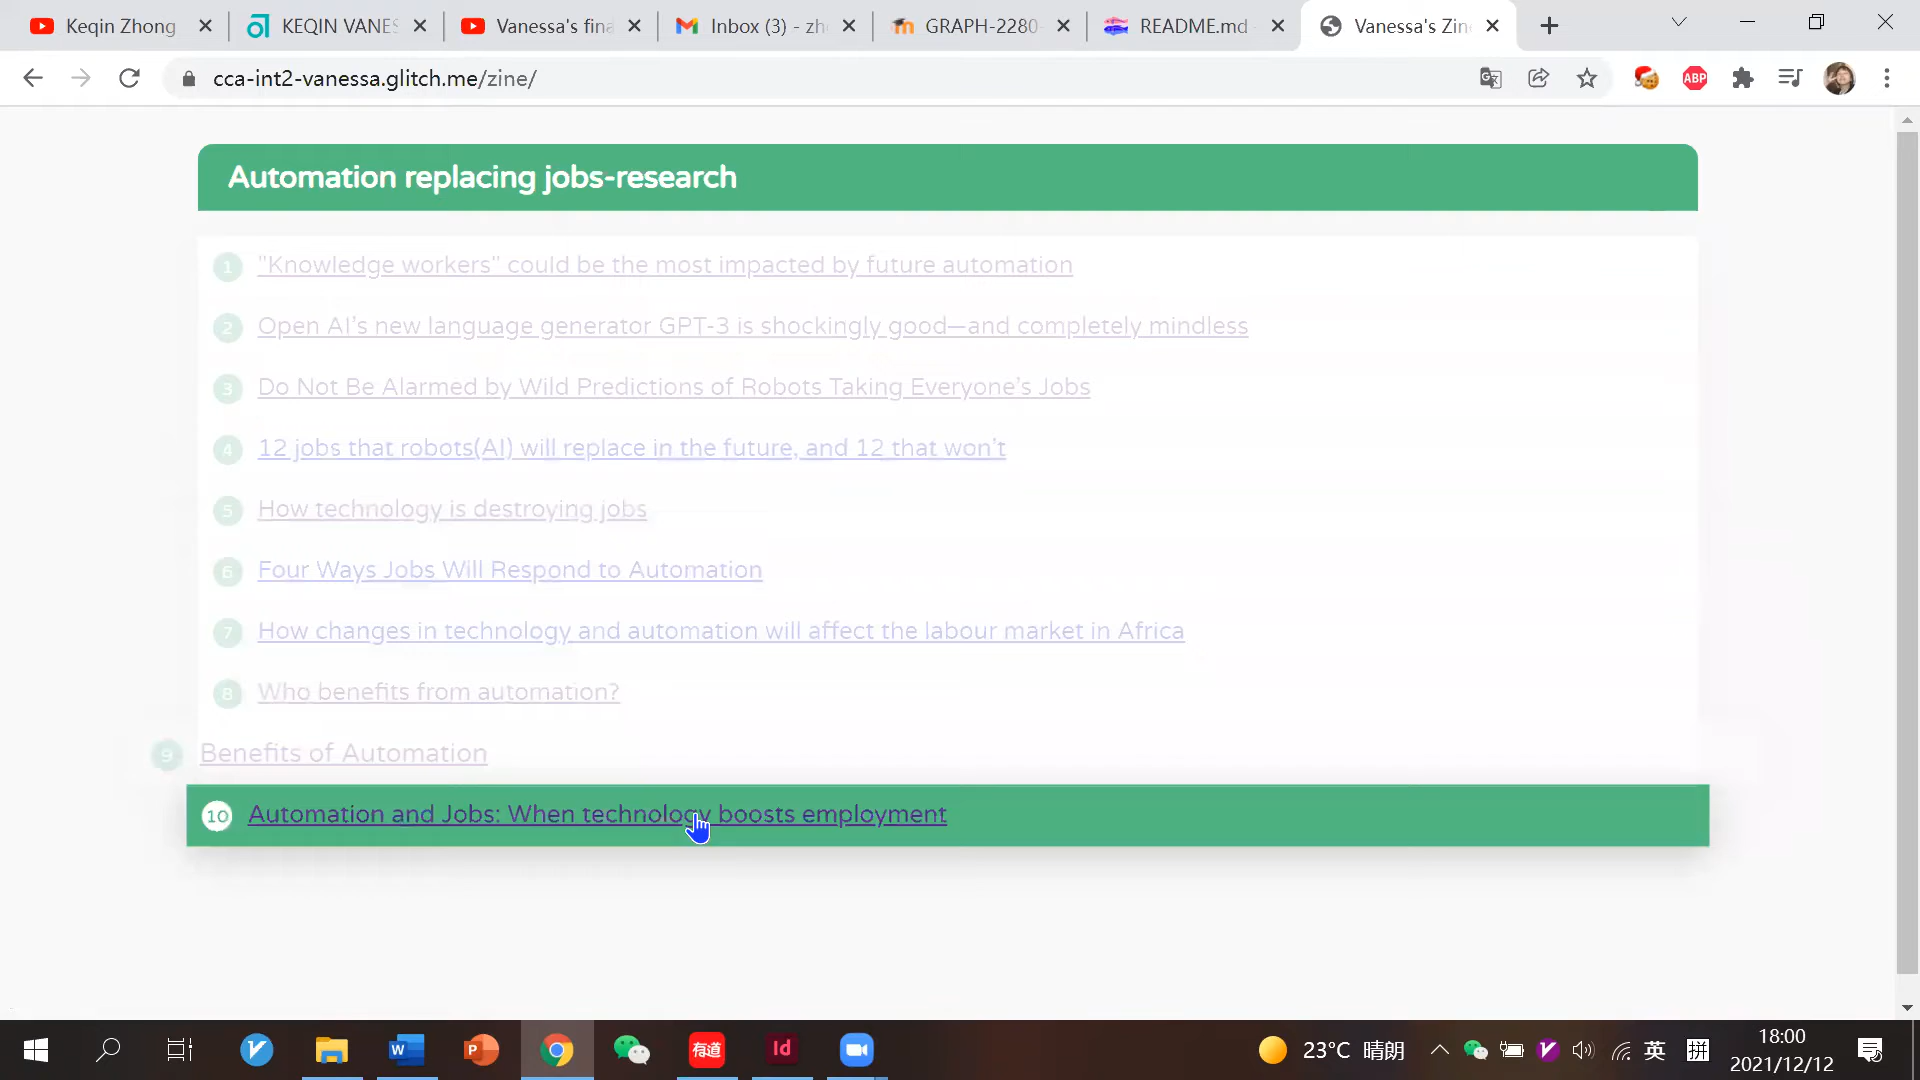 Keqin Zhong
KEQIN VANES
Vanessa's fina
Inbox (3) - zh
GRAPH-2280-
README.md
Vanessa's Zin
cca-int2-vanessa.glitch.me/zine/
ABP
Automation replacing jobs-research
1 "Knowledge workers" could be the most impacted by future automation
2 Open AI's new language generator GPT-3 is shockingly good—and completely mindless
3 Do Not Be Alarmed by Wild Predictions of Robots Taking Everyone's Jobs
4 12 jobs that robots(AI) will replace in the future, and 12 that won't
5 How technology is destroying jobs
6 Four Ways Jobs Will Respond to Automation
7 How changes in technology and automation will affect the labour market in Africa
8 Who benefits from automation?
9 Benefits of Automation
10 Automation and Jobs: When technology boosts employment
W
P
有道
Id
23°C 晴朗
英
拼
18:00
2021/12/12